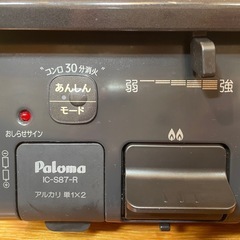 コンロ30分消火
あんしん
モード
弱
強
おしらせサイン
Paloma
IC-S87-R
アルカリ 単1×2